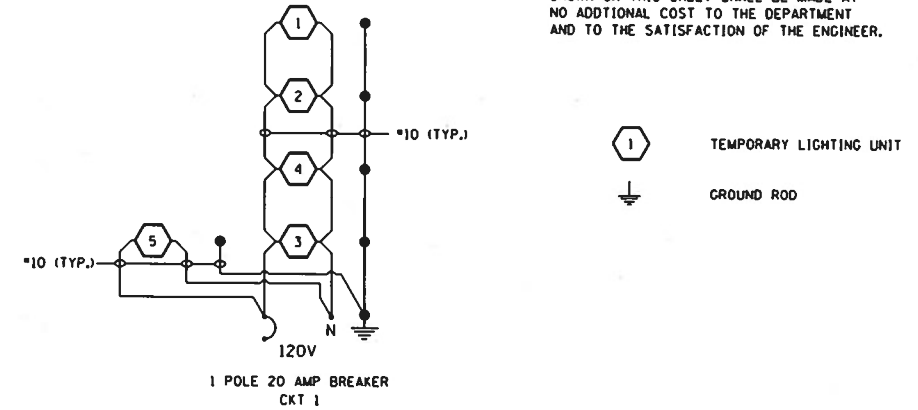 NO ADDTIONAL COST TO THE DEPARTMENT
AND TO THE SATISFACTION OF THE ENGINEER.
1
2
#10 (TYP.)
4
3
5
#10 (TYP.)
N
120V
1 POLE 20 AMP BREAKER
CKT 1
1
TEMPORARY LIGHTING UNIT
GROUND ROD